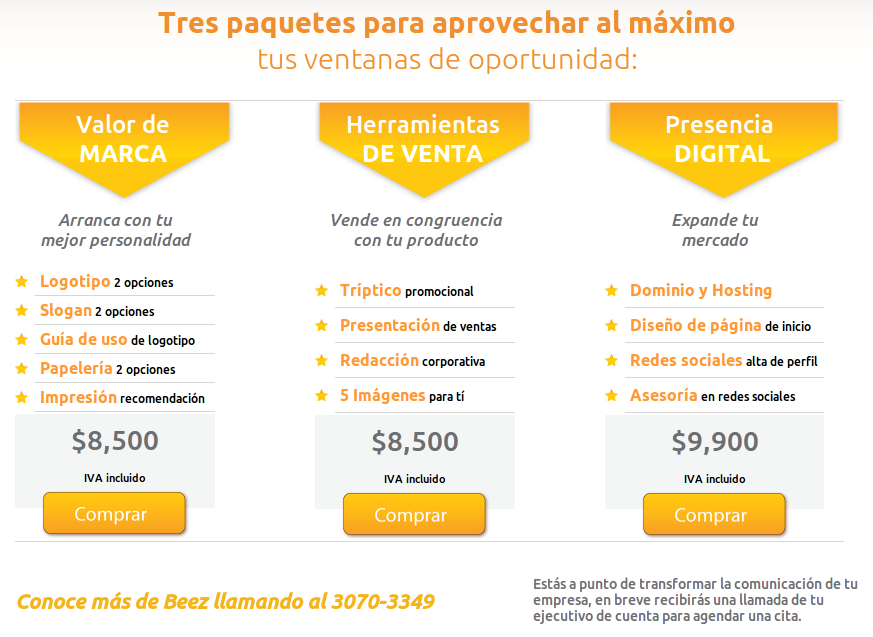 Tres paquetes para aprovechar al máximo
tus ventanas de oportunidad:
Valor de
MARCA
Arranca con tu
mejor personalidad
Logotipo 2 opciones
Slogan 2 opciones
Guía de uso de logotipo
Papelería 2 opciones
Impresión recomendación
$8,500
IVA incluido
Comprar
Herramientas
DE VENTA
Vende en congruencia
con tu producto
Tríptico promocional
Presentación de ventas
Redacción corporativa
5 Imágenes para tí
$8,500
IVA incluido
Comprar
Presencia
DIGITAL
Expande tu
mercado
Dominio y Hosting
Diseño de página de inicio
Redes sociales alta de perfil
Asesoría en redes sociales
$9,900
IVA incluido
Comprar
Conoce más de Beez llamando al 3070-3349
Estás a punto de transformar la comunicación de tu
empresa, en breve recibirás una llamada de tu
ejecutivo de cuenta para agendar una cita.